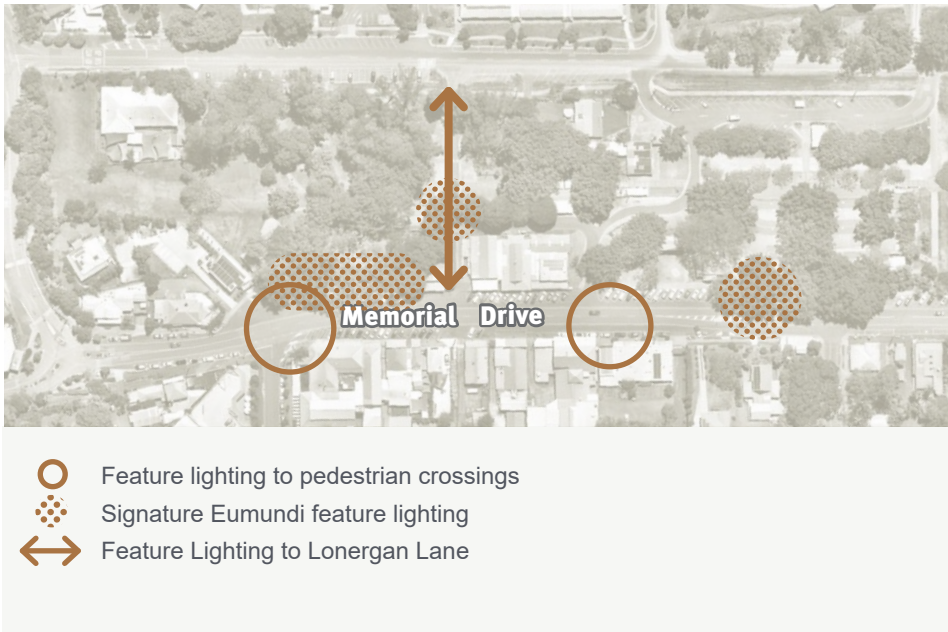 Memorial Drive
Feature lighting to pedestrian crossings
Signature Eumundi feature lighting
Feature Lighting to Lonergan Lane